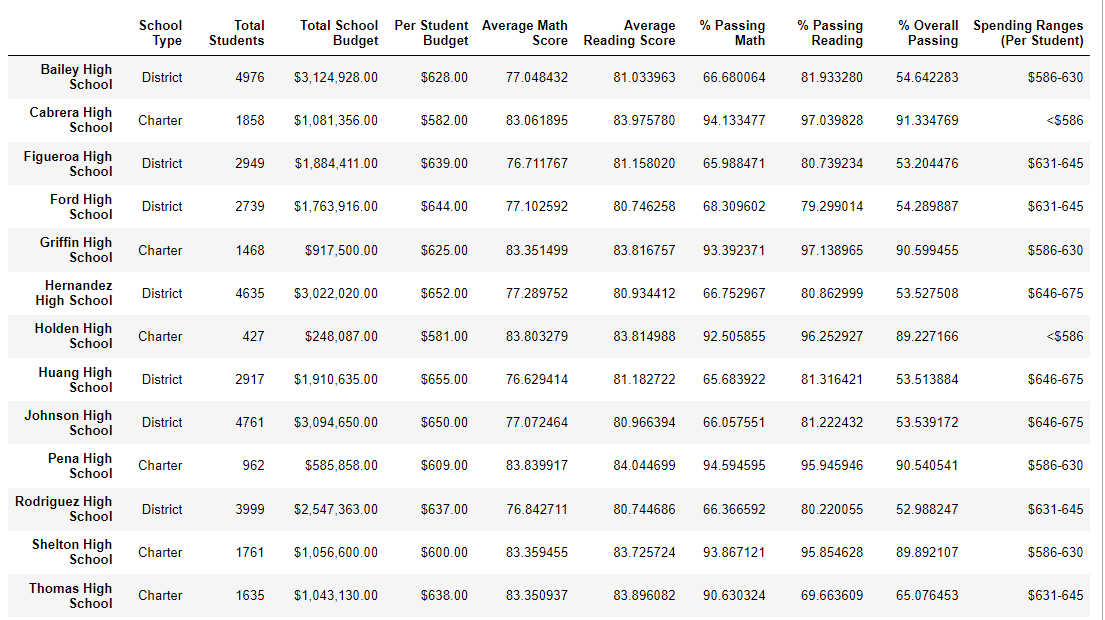 School Type Total Students Total School Budget Per Student Budget Average Math Score Average Reading Score % Passing Math % Passing Reading % Overall Passing Spending Ranges (Per Student)
Bailey High School District 4976 $3,124,928.00 $628.00 77.048432 81.033963 66.680064 81.933280 54.642283 $586-630
Cabrera High School Charter 1858 $1,081,356.00 $582.00 83.061895 83.975780 94.133477 97.039828 91.334769 <$586
Figueroa High School District 2949 $1,884,411.00 $639.00 76.711767 81.158020 65.988471 80.739234 53.204476 $631-645
Ford High School District 2739 $1,763,916.00 $644.00 77.102592 80.746258 68.309602 79.299014 54.289887 $631-645
Griffin High School Charter 1468 $917,500.00 $625.00 83.351499 83.816757 93.392371 97.138965 90.599455 $586-630
Hernandez High School District 4635 $3,022,020.00 $652.00 77.289752 80.934412 66.752967 80.862999 53.527508 $646-675
Holden High School Charter 427 $248,087.00 $581.00 83.803279 83.814988 92.505855 96.252927 89.227166 <$586
Huang High School District 2917 $1,910,635.00 $655.00 76.629414 81.182722 65.683922 81.316421 53.513884 $646-675
Johnson High School District 4761 $3,094,650.00 $650.00 77.072464 80.966394 66.057551 81.222432 53.539172 $646-675
Pena High School Charter 962 $585,858.00 $609.00 83.839917 84.044699 94.594595 95.945946 90.540541 $586-630
Rodriguez High School District 3999 $2,547,363.00 $637.00 76.842711 80.744686 66.366592 80.220055 52.988247 $631-645
Shelton High School Charter 1761 $1,056,600.00 $600.00 83.359455 83.725724 93.867121 95.854628 89.892107 $586-630
Thomas High School Charter 1635 $1,043,130.00 $638.00 83.350937 83.896082 90.630324 69.663609 65.076453 $631-645